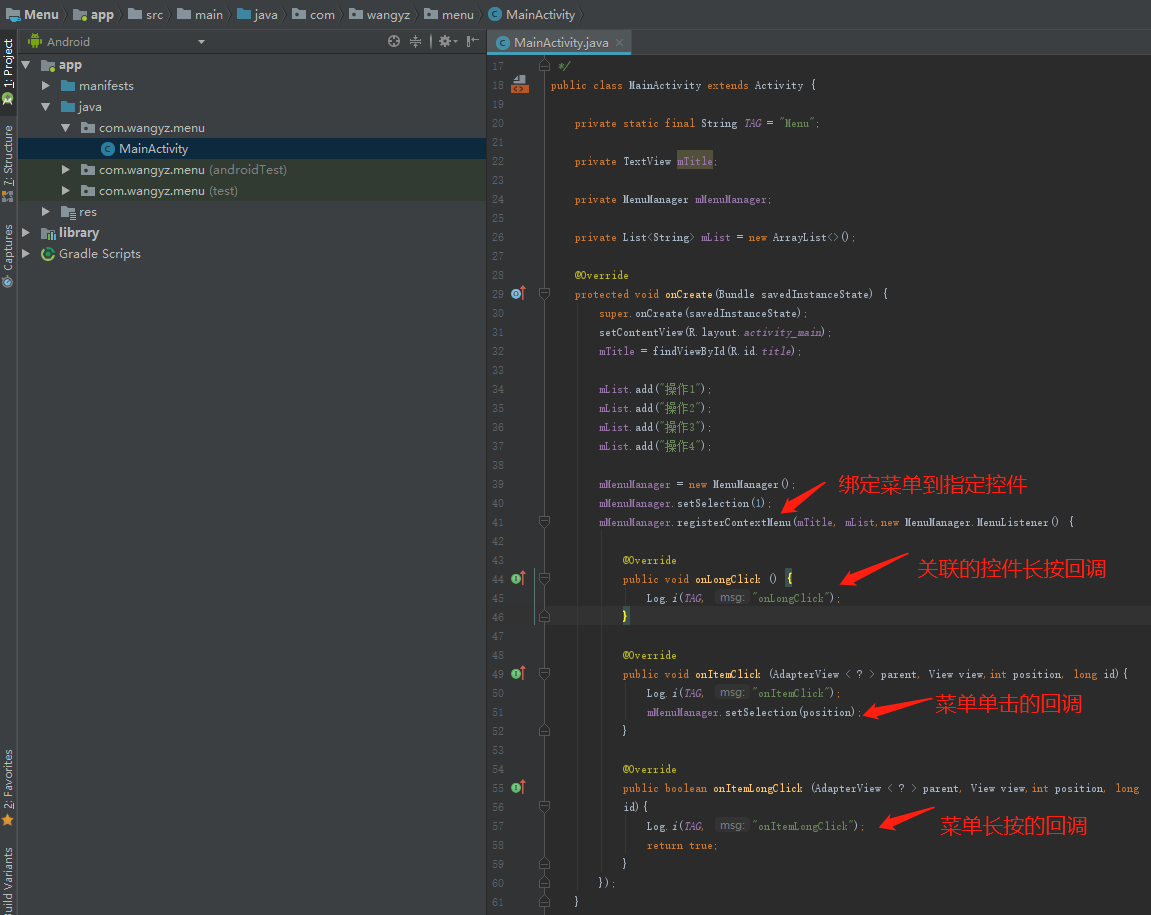 Menu app src main java com wangyz menu MainActivity
Android
MainActivity.java
1: Project
7: Structure
Captures
2: Favorites
Build Variants
app
manifests
java
com.wangyz.menu
MainActivity
com.wangyz.menu (androidTest)
com.wangyz.menu (test)
res
library
Gradle Scripts
17 */
18 public class MainActivity extends Activity {
19
20 private static final String TAG = "Menu";
21
22 private TextView mTitle;
23
24 private MenuManager mMenuManager;
25
26 private List<String> mList = new ArrayList<>();
27
28 @Override
29 protected void onCreate(Bundle savedInstanceState) {
30 super.onCreate(savedInstanceState);
31 setContentView(R.layout.activity_main);
32 mTitle = findViewById(R.id.title);
33
34 mList.add("操作1");
35 mList.add("操作2");
36 mList.add("操作3");
37 mList.add("操作4");
38
39 mMenuManager = new MenuManager();
40 mMenuManager.setSelection(1);
绑定菜单到指定控件
41 mMenuManager.registerContextMenu(mTitle, mList,new MenuManager.MenuListener() {
42
43 @Override
44 public void onLongClick () {
关联的控件长按回调
45 Log.i(TAG, msg: "onLongClick");
46 }
47
48 @Override
49 public void onItemClick (AdapterView < ? > parent, View view,int position, long id){
50 Log.i(TAG, msg: "onItemClick");
51 mMenuManager.setSelection(position);
菜单单击的回调
52 }
53
54 @Override
55 public boolean onItemLongClick (AdapterView < ? > parent, View view,int position, long
56 id){
57 Log.i(TAG, msg: "onItemLongClick");
菜单长按的回调
58 return true;
59 }
60 });
61 }